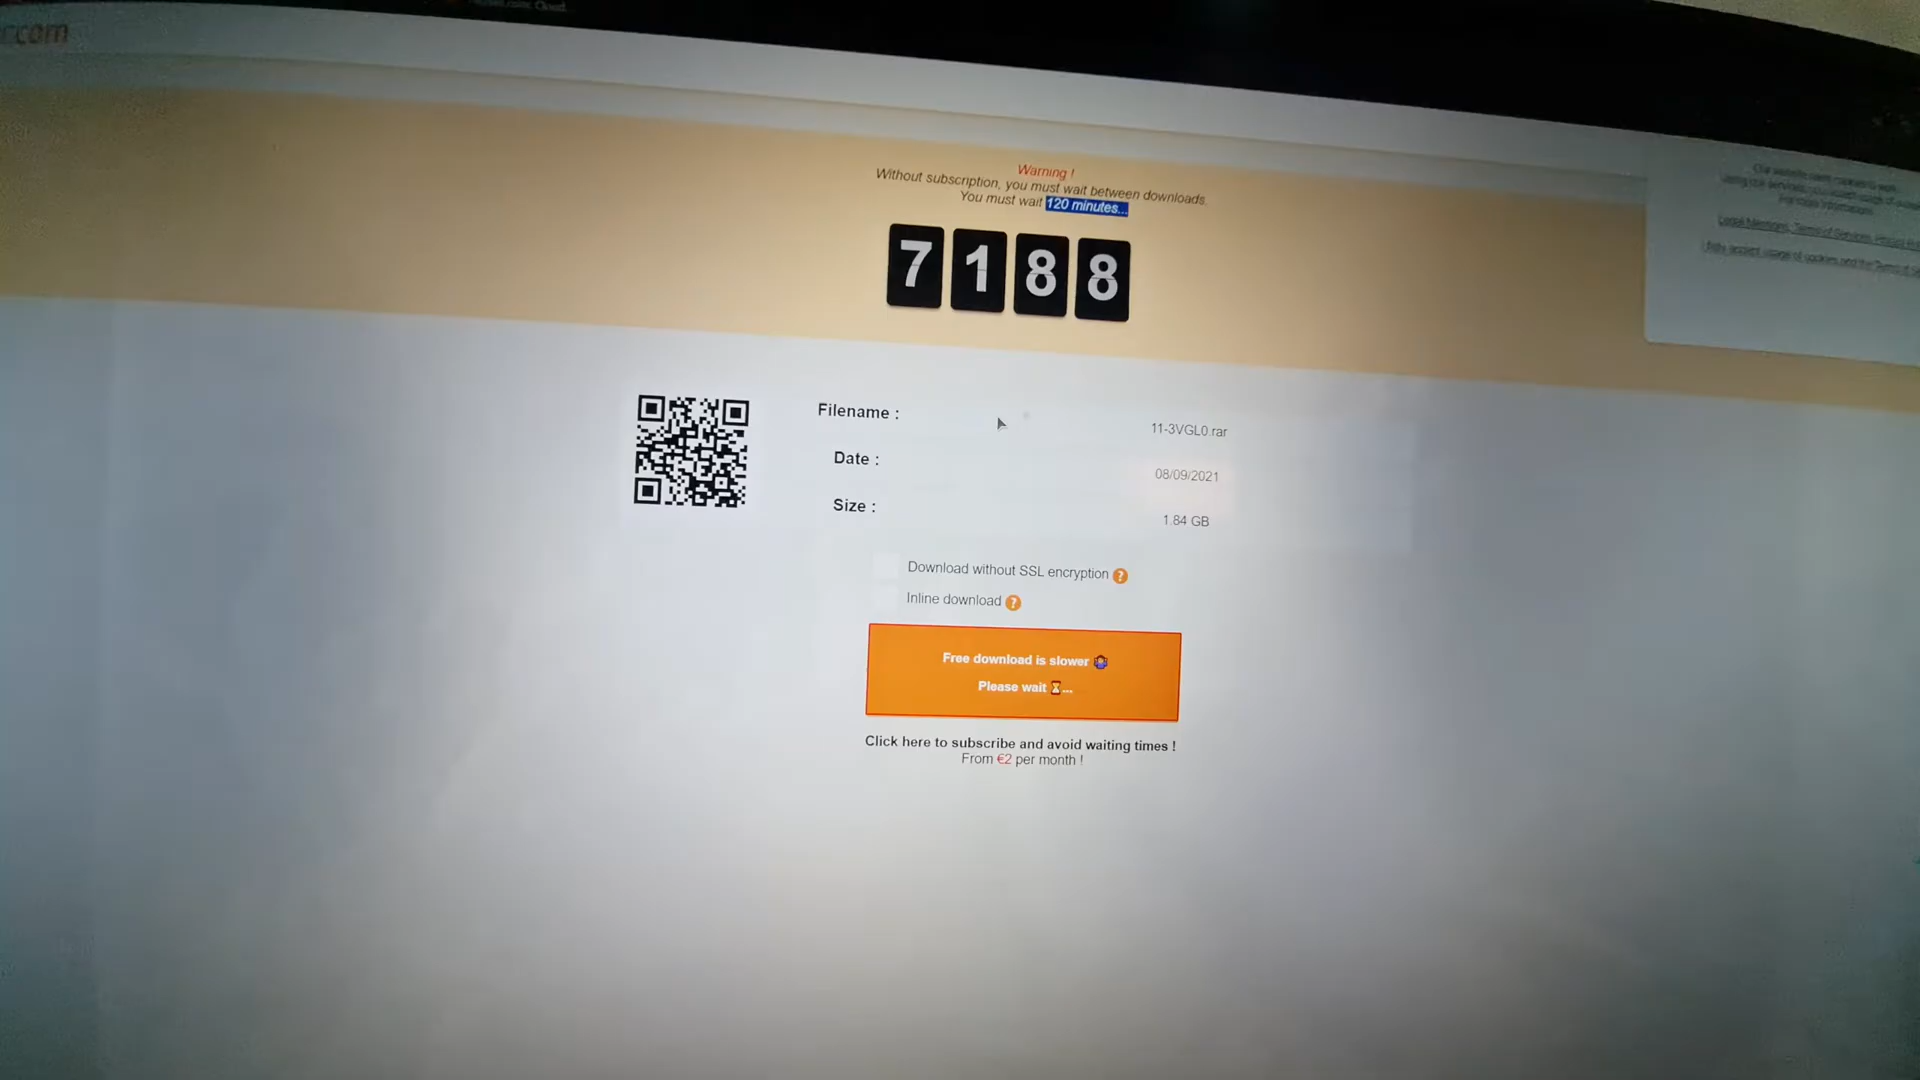 Warning !
Without subscription, you must wait between downloads.
You must wait 120 minutes...
7188
Filename :
11-3VGL0.rar
Date :
08/09/2021
Size :
1.84 GB
Download without SSL encryption ?
Inline download ?
Free download is slower
Please wait ...
Click here to subscribe and avoid waiting times !
From €2 per month !